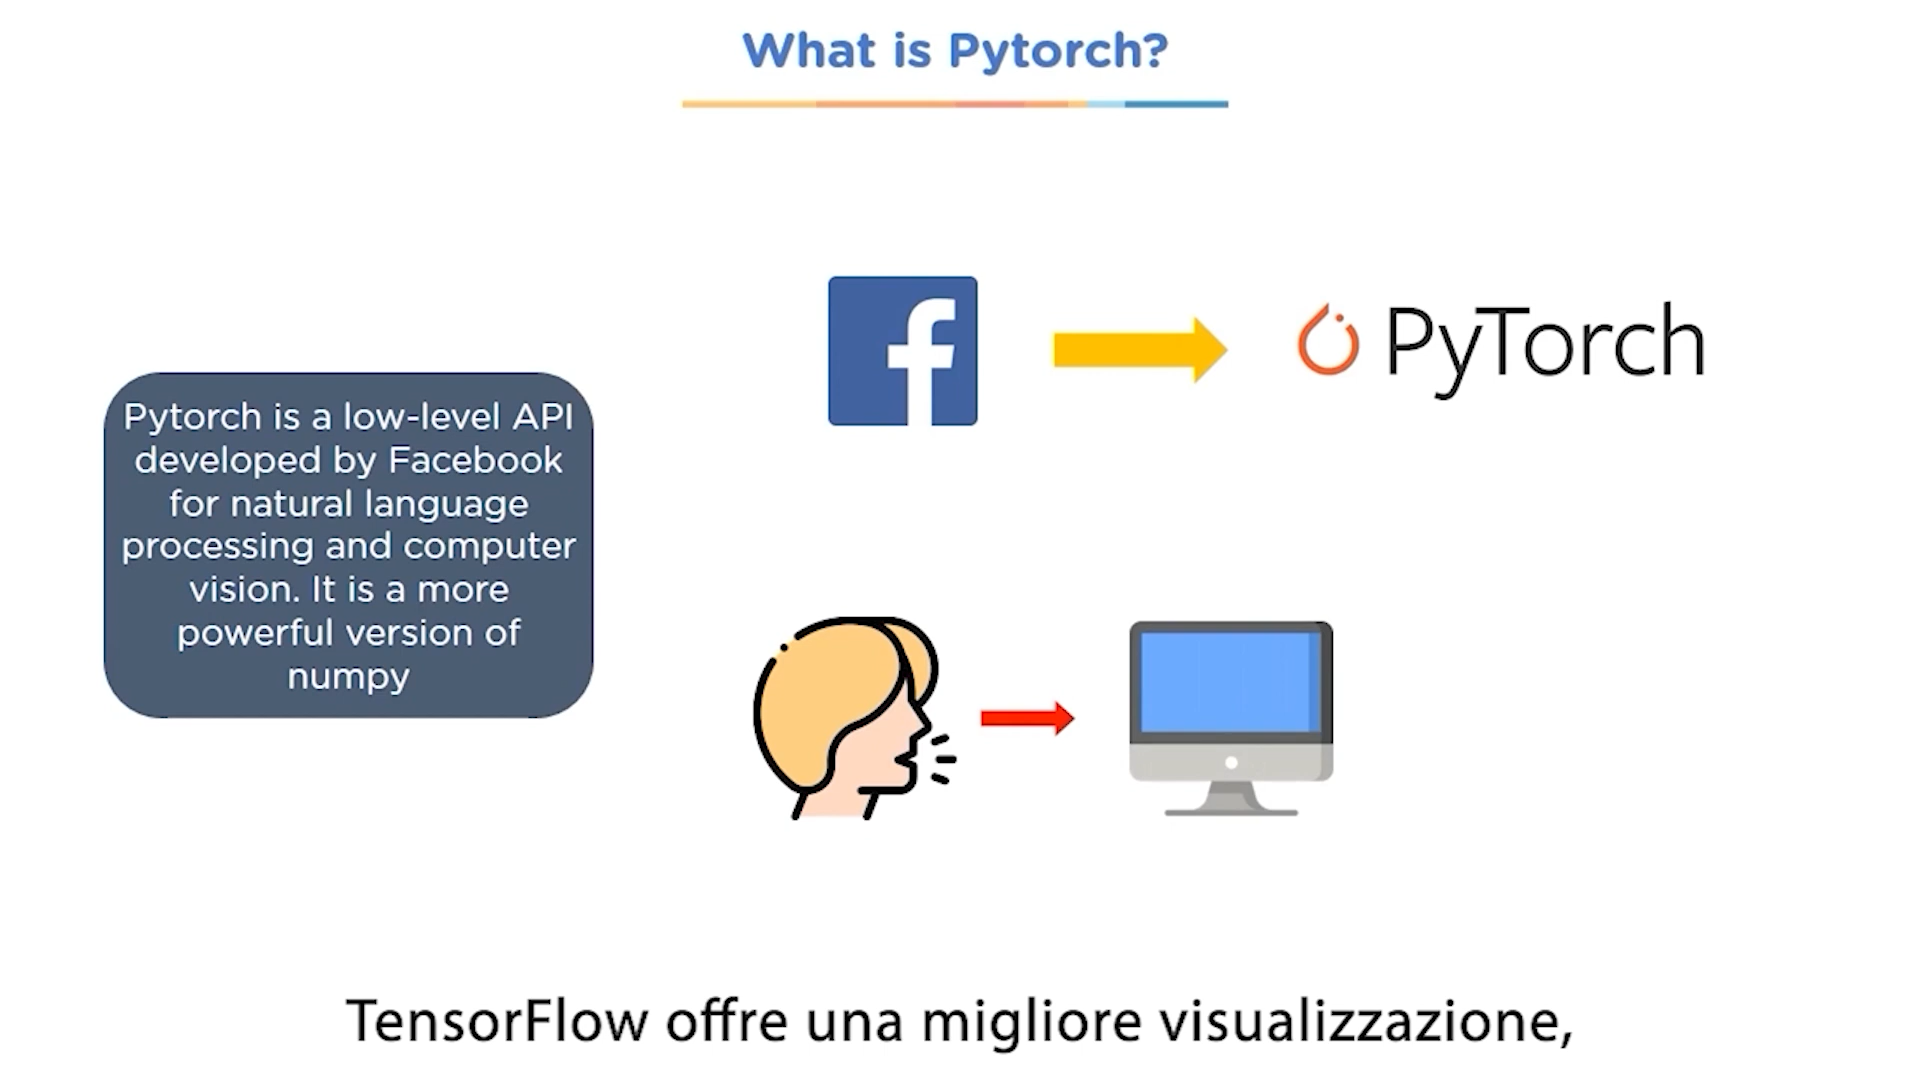 What is Pytorch?
PyTorch
Pytorch is a low-level API
developed by Facebook
for natural language
processing and computer
vision. It is a more
powerful version of
numpy
TensorFlow offre una migliore visualizzazione,